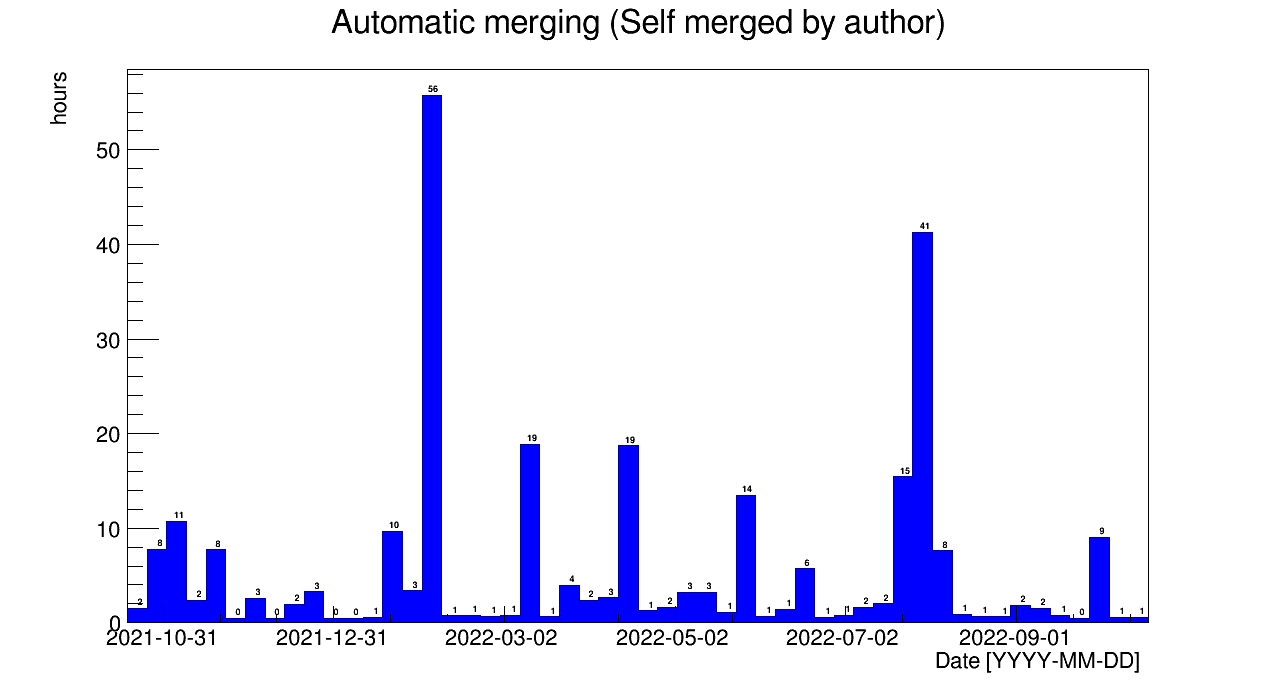 Automatic merging (Self merged by author)
hours
50
40
30
20
10
0
2 8 11 2 8 0 3 0 2 3 0 0 1 10 3 56 1 1 1 1 19 1 4 2 3 19 1 2 3 3 1 14 1 1 6 1 1 2 2 15 41 8 1 1 1 2 2 1 0 9 1 1
2021-10-31 2021-12-31 2022-03-02 2022-05-02 2022-07-02 2022-09-01
Date [YYYY-MM-DD]